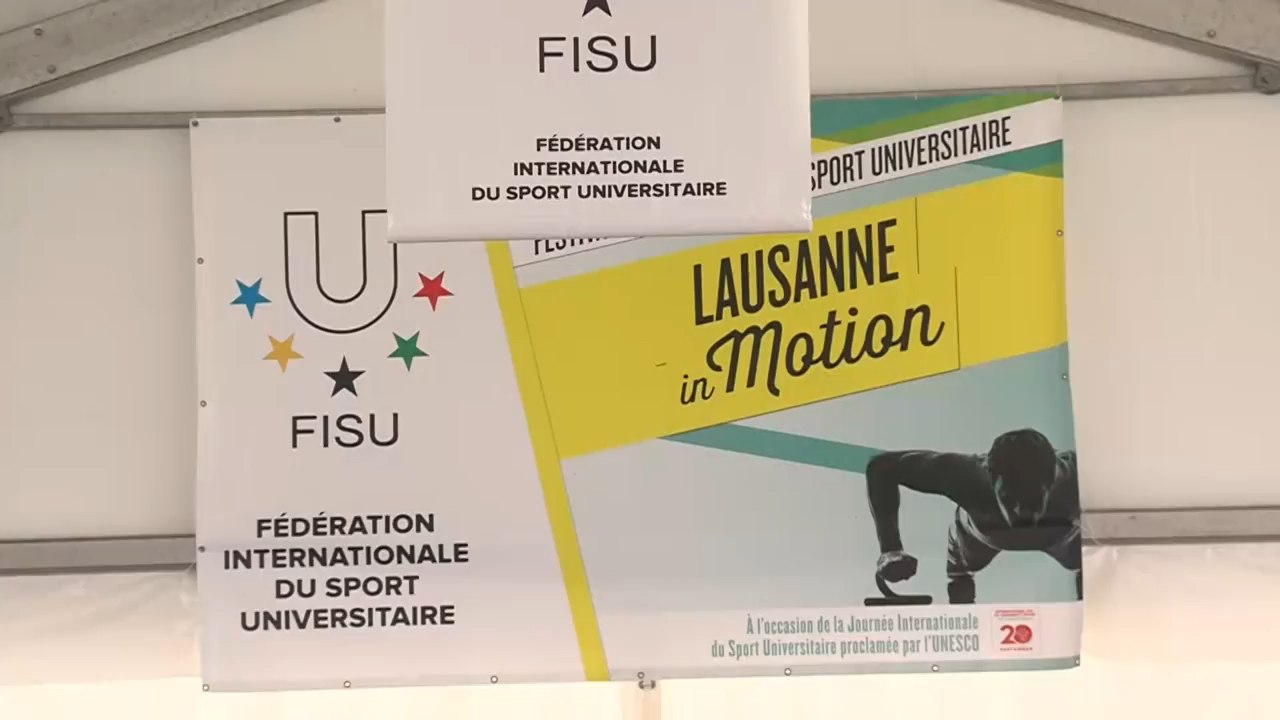 FISU
FÉDÉRATION
INTERNATIONALE
DU SPORT UNIVERSITAIRE
U
FISU
FÉDÉRATION
INTERNATIONALE
DU SPORT
UNIVERSITAIRE
SPORT UNIVERSITAIRE
LAUSANNE
in Motion
À l'occasion de la Journée Internationale
du Sport Universitaire proclamée par l'UNESCO
20
SEPTEMBER